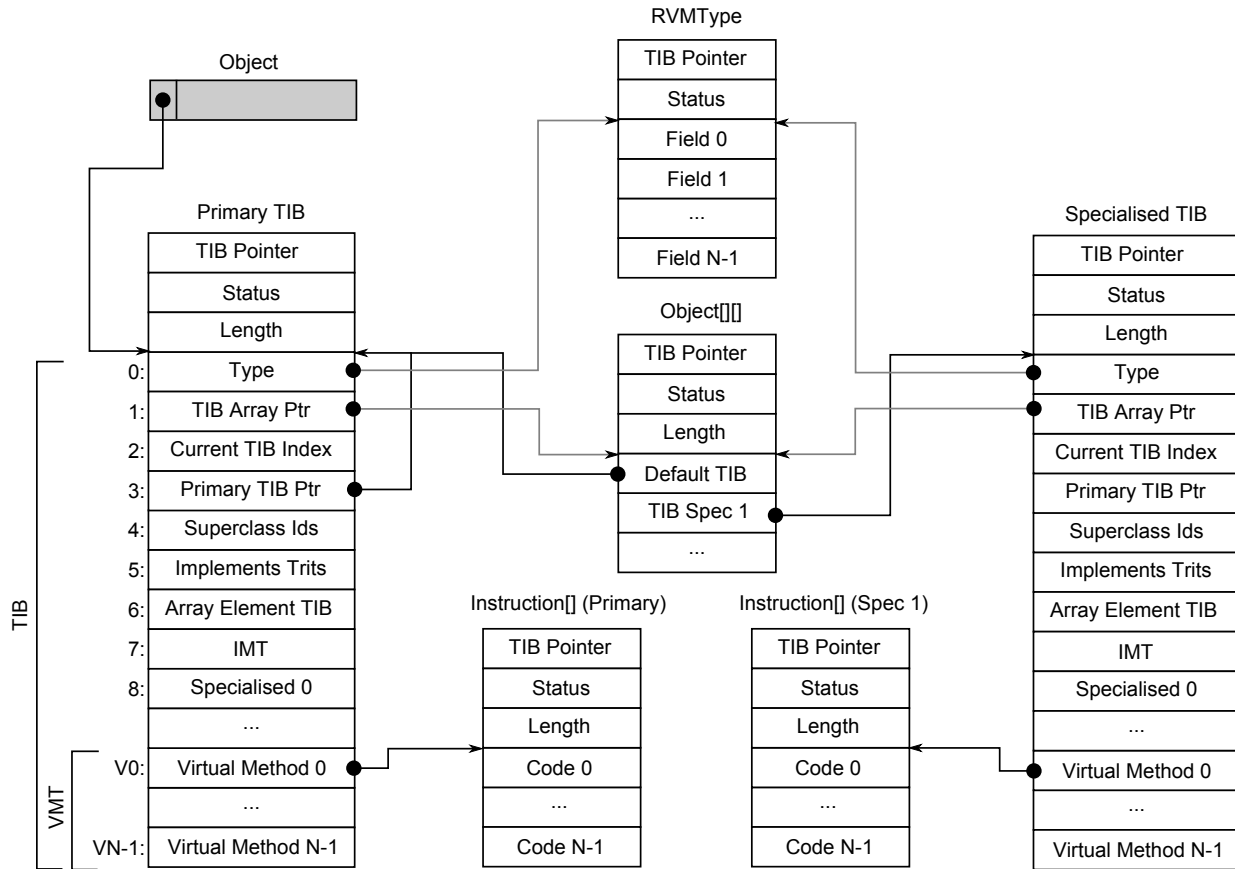 Object
RVMType
TIB Pointer
Status
Field 0
Field 1
...
Field N-1
Primary TIB
TIB Pointer
Status
Length
0: Type
1: TIB Array Ptr
2: Current TIB Index
3: Primary TIB Ptr
4: Superclass Ids
5: Implements Trits
6: Array Element TIB
7: IMT
8: Specialised 0
...
V0: Virtual Method 0
...
VN-1: Virtual Method N-1
TIB
VMT
Object[][]
TIB Pointer
Status
Length
Default TIB
TIB Spec 1
...
Instruction[] (Primary)
TIB Pointer
Status
Length
Code 0
...
Code N-1
Instruction[] (Spec 1)
TIB Pointer
Status
Length
Code 0
...
Code N-1
Specialised TIB
TIB Pointer
Status
Length
Type
TIB Array Ptr
Current TIB Index
Primary TIB Ptr
Superclass Ids
Implements Trits
Array Element TIB
IMT
Specialised 0
...
Virtual Method 0
...
Virtual Method N-1